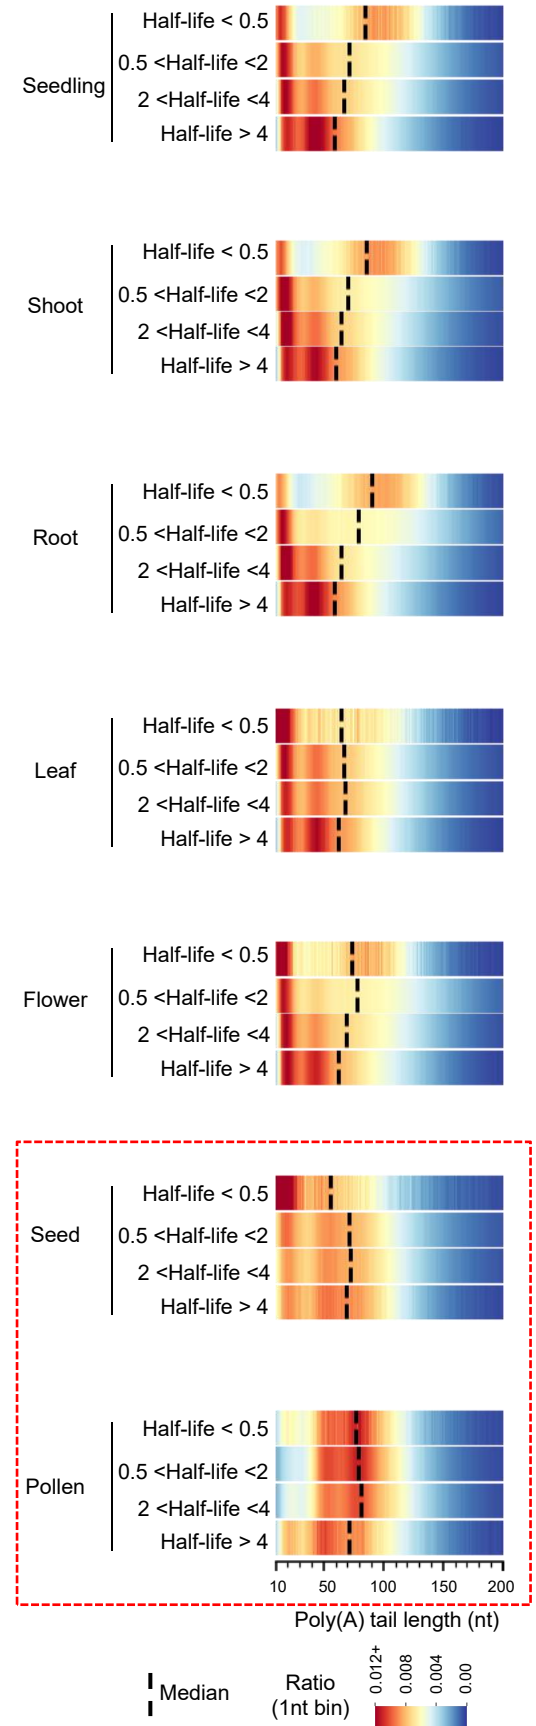 Seedling
Half-life < 0.5
0.5 <Half-life <2
2 <Half-life <4
Half-life > 4
Shoot
Half-life < 0.5
0.5 <Half-life <2
2 <Half-life <4
Half-life > 4
Root
Half-life < 0.5
0.5 <Half-life <2
2 <Half-life <4
Half-life > 4
Leaf
Half-life < 0.5
0.5 <Half-life <2
2 <Half-life <4
Half-life > 4
Flower
Half-life < 0.5
0.5 <Half-life <2
2 <Half-life <4
Half-life > 4
Seed
Half-life < 0.5
0.5 <Half-life <2
2 <Half-life <4
Half-life > 4
Pollen
Half-life < 0.5
0.5 <Half-life <2
2 <Half-life <4
Half-life > 4
10 50 100 150 200
Poly(A) tail length (nt)
Median
Ratio
(1nt bin)
0.012+
0.008
0.004
0.00